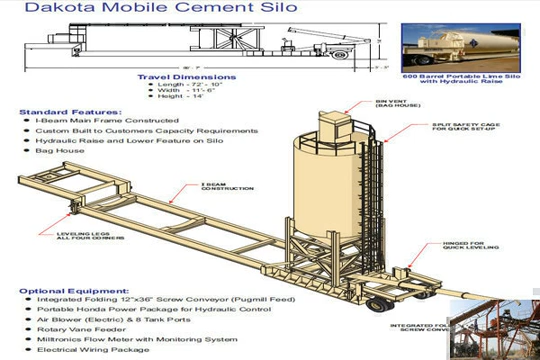 Dakota Mobile Cement Silo
Travel Dimensions
Length - 72' - 10"
Width - 11' - 6"
Height - 14'
600 Barrel Portable Lime Silo
with Hydraulic Raise
Standard Features:
I-Beam Main Frame Constructed
Custom Built to Customers Capacity Requirements
Hydraulic Raise and Lower Feature on Silo
Bag House
BIN VENT
(BAG HOUSE)
SPLIT SAFETY CAGE
FOR QUICK SET-UP
I BEAM
CONSTRUCTION
LEVELING LEGS
ALL FOUR CORNERS
HINGED FOR
QUICK LEVELING
Optional Equipment:
Integrated Folding 12"x36" Screw Conveyor (Pugmill Feed)
Portable Honda Power Package for Hydraulic Control
Air Blower (Electric) & 8 Tank Ports
Rotary Vane Feeder
Milltronics Flow Meter with Monitoring System
Electrical Wiring Package
INTEGRATED FOL
SCREW CONV